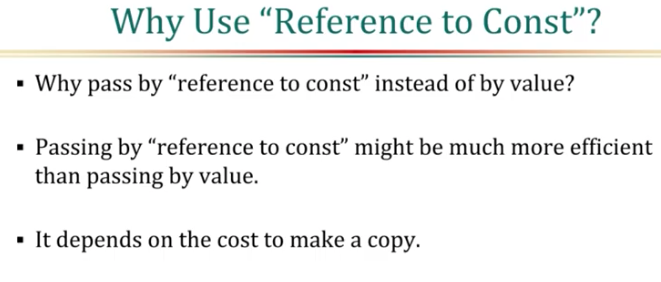 Why Use “Reference to Const”?
▪ Why pass by “reference to const” instead of by value?
▪ Passing by “reference to const” might be much more efficient
than passing by value.
▪ It depends on the cost to make a copy.